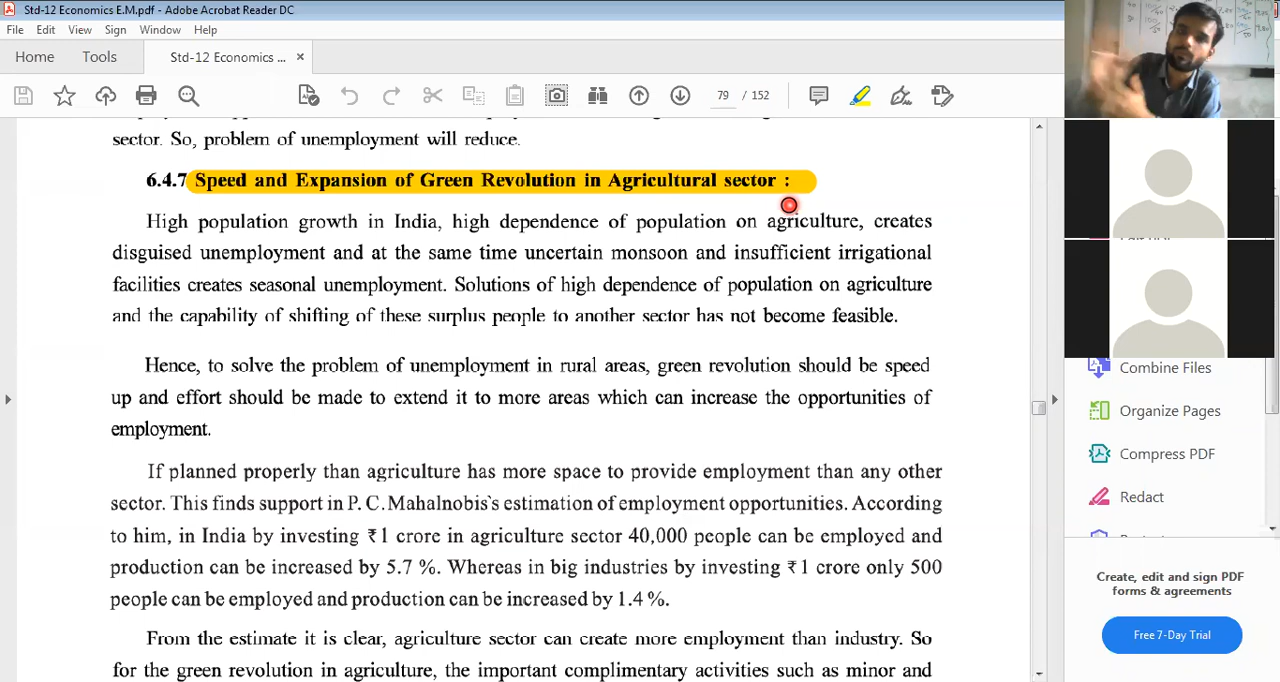 Std-12 Economics E.M.pdf - Adobe Acrobat Reader DC
File Edit View Sign Window Help
Home Tools Std-12 Economics ... ×
79 / 152
sector. So, problem of unemployment will reduce.
6.4.7 Speed and Expansion of Green Revolution in Agricultural sector :
High population growth in India, high dependence of population on agriculture, creates
disguised unemployment and at the same time uncertain monsoon and insufficient irrigational
facilities creates seasonal unemployment. Solutions of high dependence of population on agriculture
and the capability of shifting of these surplus people to another sector has not become feasible.
Hence, to solve the problem of unemployment in rural areas, green revolution should be speed
up and effort should be made to extend it to more areas which can increase the opportunities of
employment.
If planned properly than agriculture has more space to provide employment than any other
sector. This finds support in P. C. Mahalnobis's estimation of employment opportunities. According
to him, in India by investing ₹1 crore in agriculture sector 40,000 people can be employed and
production can be increased by 5.7 %. Whereas in big industries by investing ₹1 crore only 500
people can be employed and production can be increased by 1.4 %.
From the estimate it is clear, agriculture sector can create more employment than industry. So
for the green revolution in agriculture, the important complimentary activities such as minor and
Combine Files
Organize Pages
Compress PDF
Redact
Create, edit and sign PDF
forms & agreements
Free 7-Day Trial